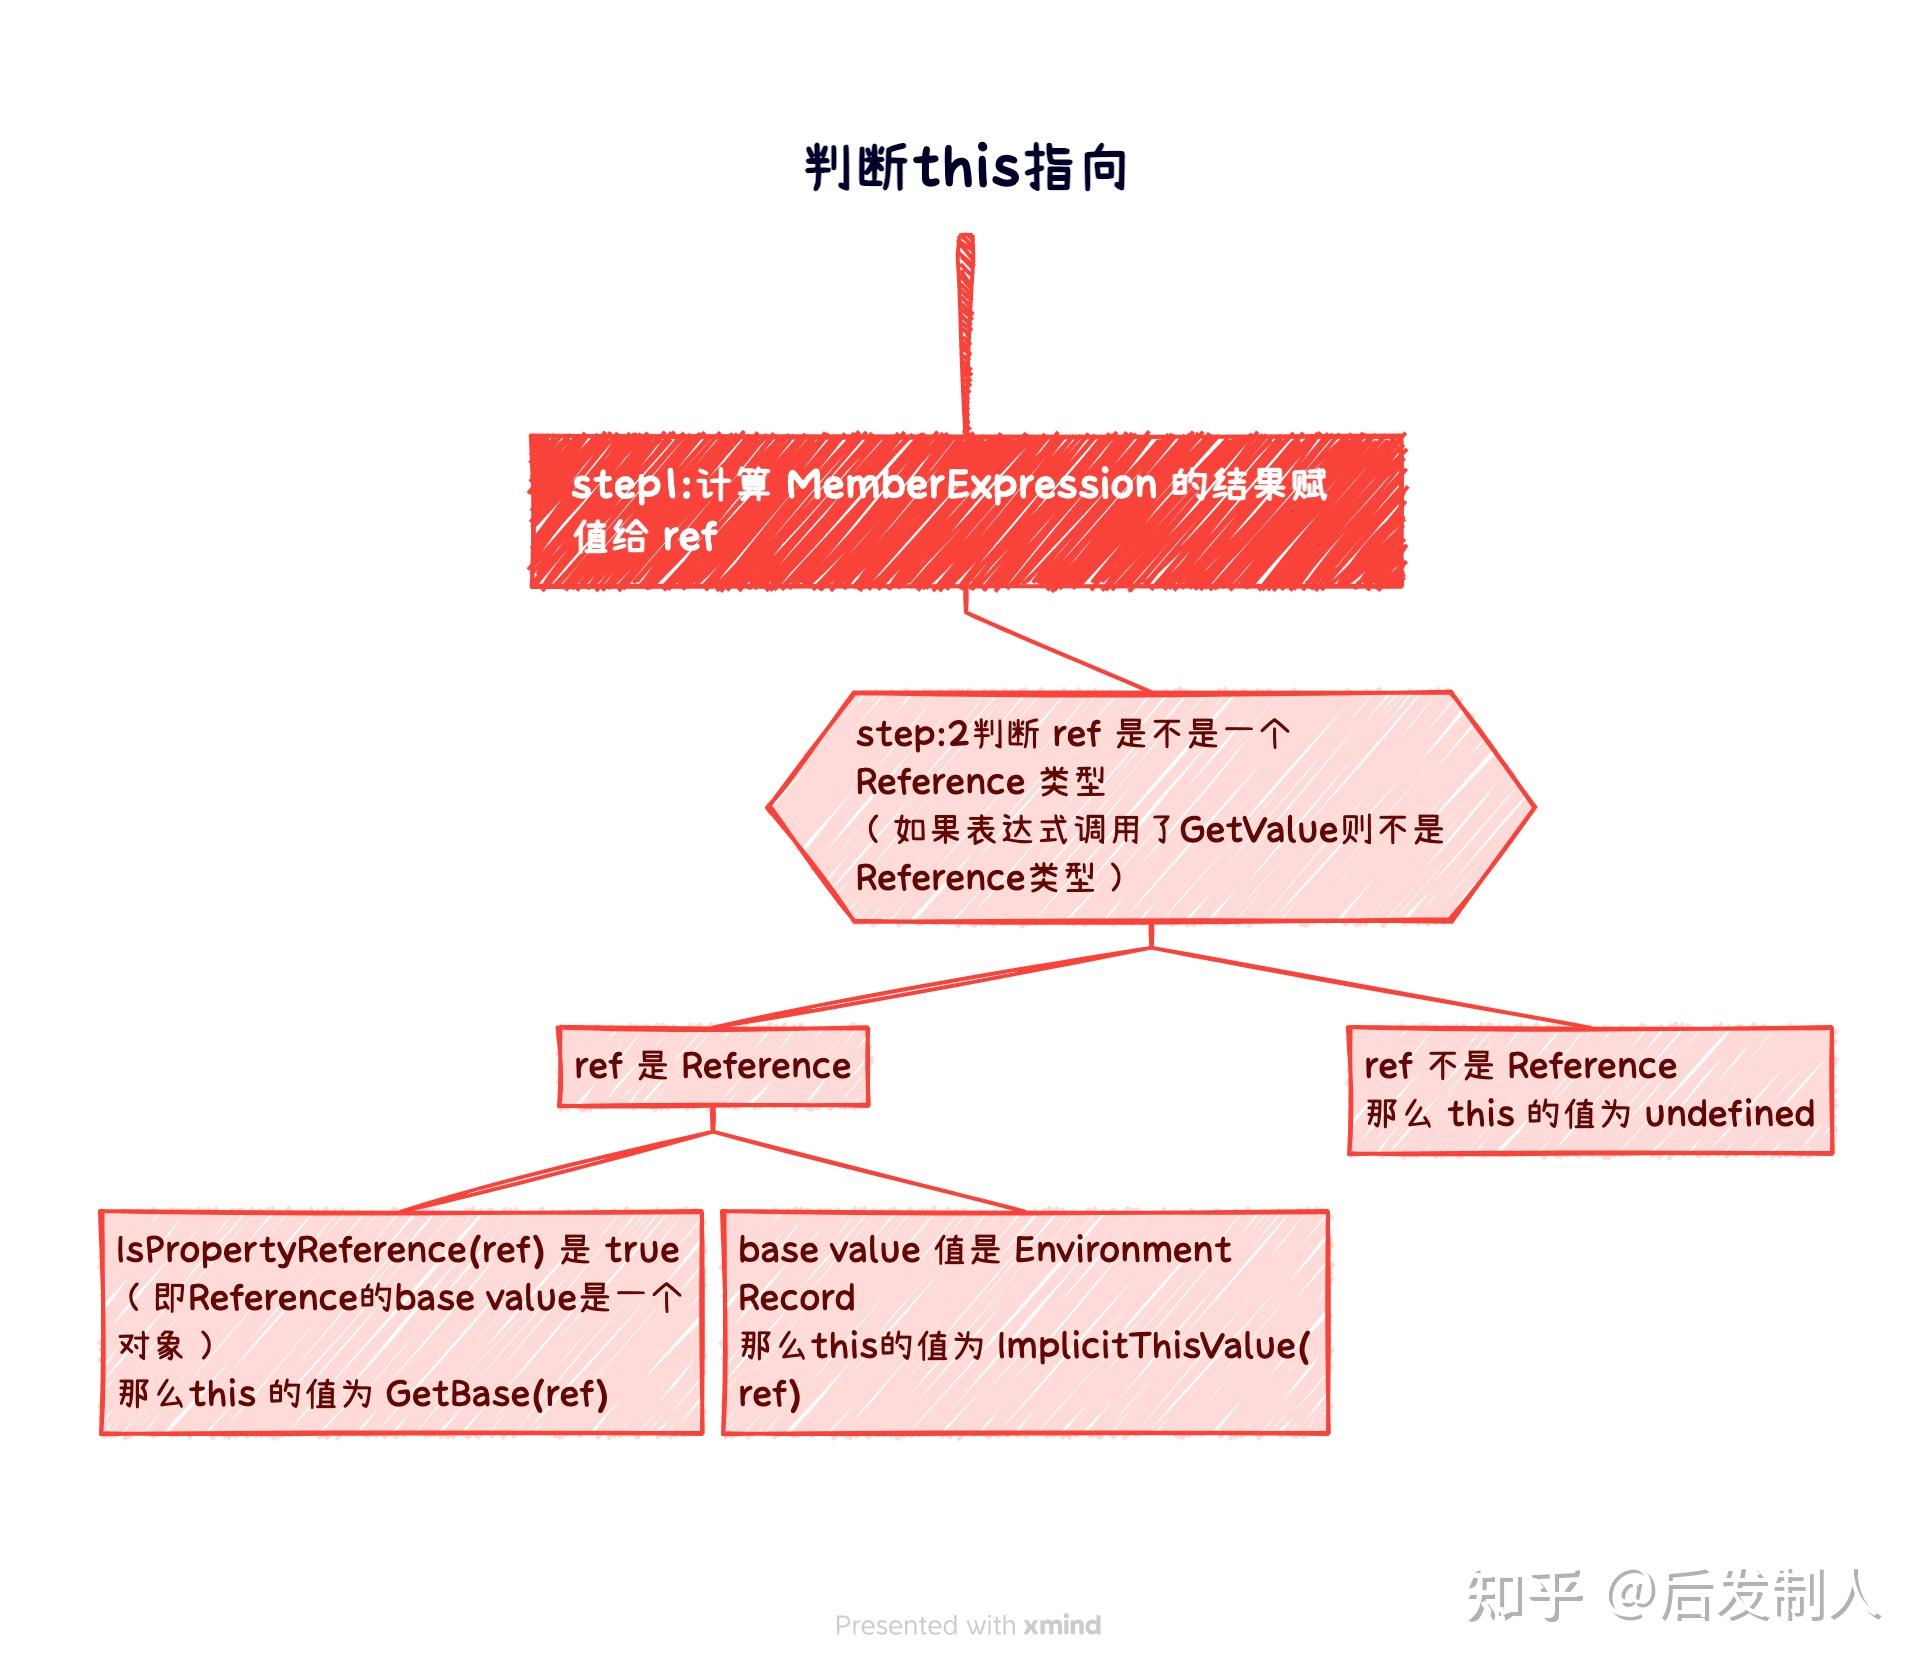 判断this指向
step1:计算 MemberExpression 的结果赋
值给 ref
step:2判断 ref 是不是一个
Reference 类型
（如果表达式调用了GetValue则不是
Reference类型）
ref 是 Reference
ref 不是 Reference
那么 this 的值为 undefined
IsPropertyReference(ref) 是 true
（即Reference的base value是一个
对象）
那么this 的值为 GetBase(ref)
base value 值是 Environment
Record
那么this的值为 ImplicitThisValue(
ref)
知乎 @后发制人
Presented with xmind